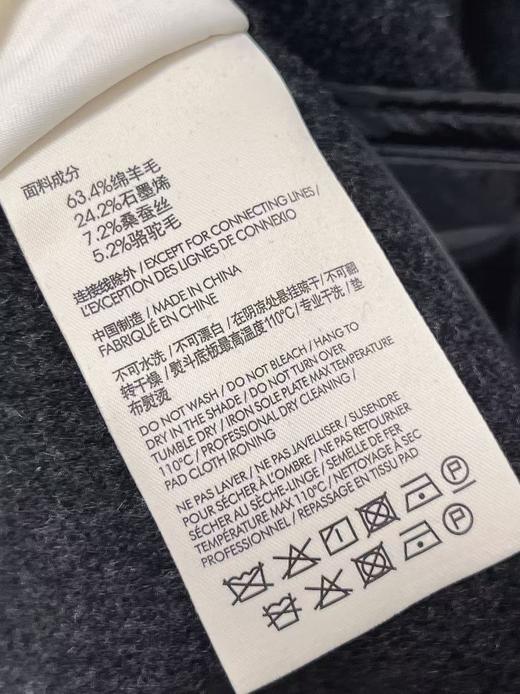 面料成分
63.4%绵羊毛
24.2%石墨烯
7.2%桑蚕丝
5.2%骆驼毛
连接线除外 / EXCEPT FOR CONNECTING LINES /
L'EXCEPTION DES LIGNES DE CONNEXIO
中国制造 / MADE IN CHINA
FABRIQUÉ EN CHINE
不可水洗 / 不可漂白 / 在阴凉处悬挂晾干 / 不可翻
转干燥 / 熨斗底板最高温度110°C / 专业干洗 / 垫
布熨烫
DO NOT WASH / DO NOT BLEACH / HANG TO
DRY IN THE SHADE / DO NOT TURN OVER
TUMBLE DRY / IRON SOLE PLATE MAX TEMPERATURE
110°C / PROFESSIONAL DRY CLEANING /
PAD CLOTH IRONING
NE PAS LAVER / NE PAS JAVELLISER / SUSENDRE
POUR SÉCHER À L'OMBRE / NE PAS RETOURNER
SÉCHER AU SÈCHE-LINGE / SEMELLE DE FER
TEMPÉRATURE MAX 110°C / NETTOYAGE À SEC
PROFESSIONNEL / REPASSAGE EN TISSU PAD
P
P